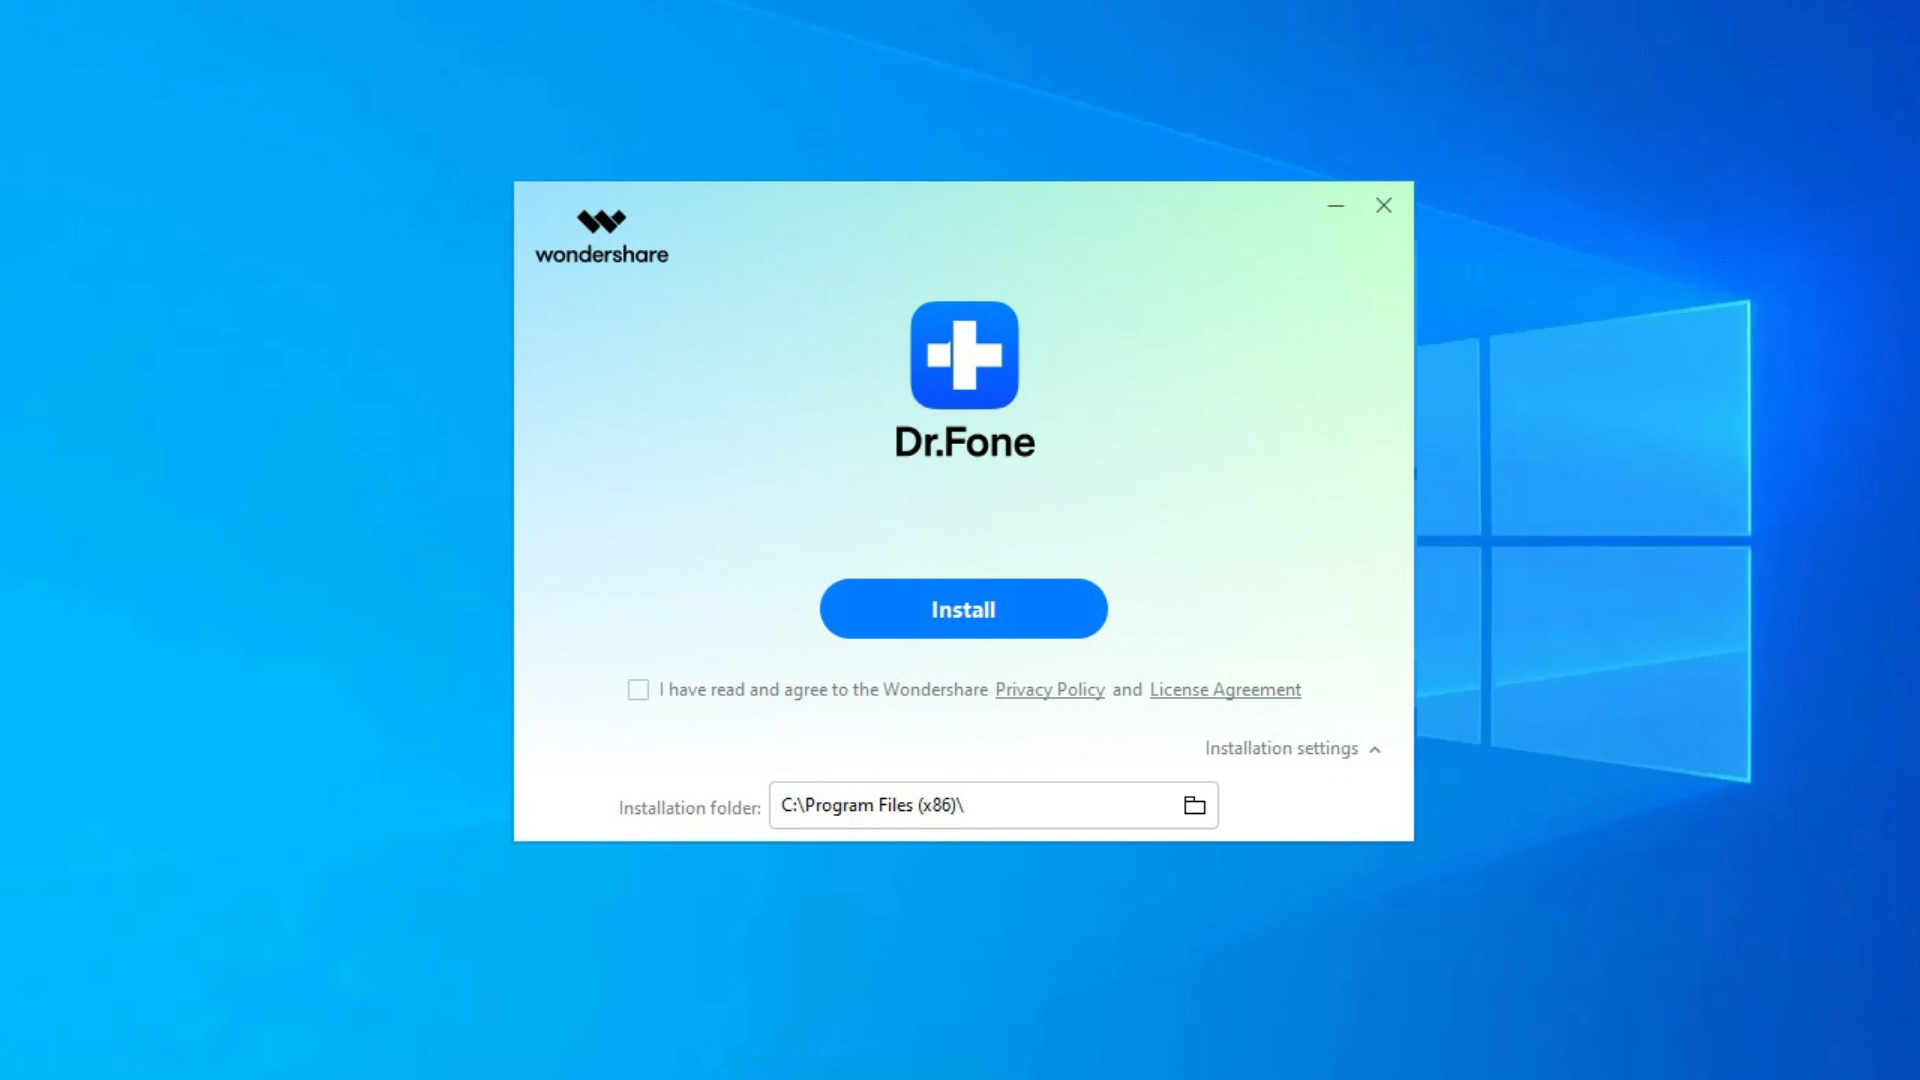 wondershare
Dr.Fone
Install
I have read and agree to the Wondershare Privacy Policy and License Agreement
Installation settings
Installation folder: C:\Program Files (x86)\